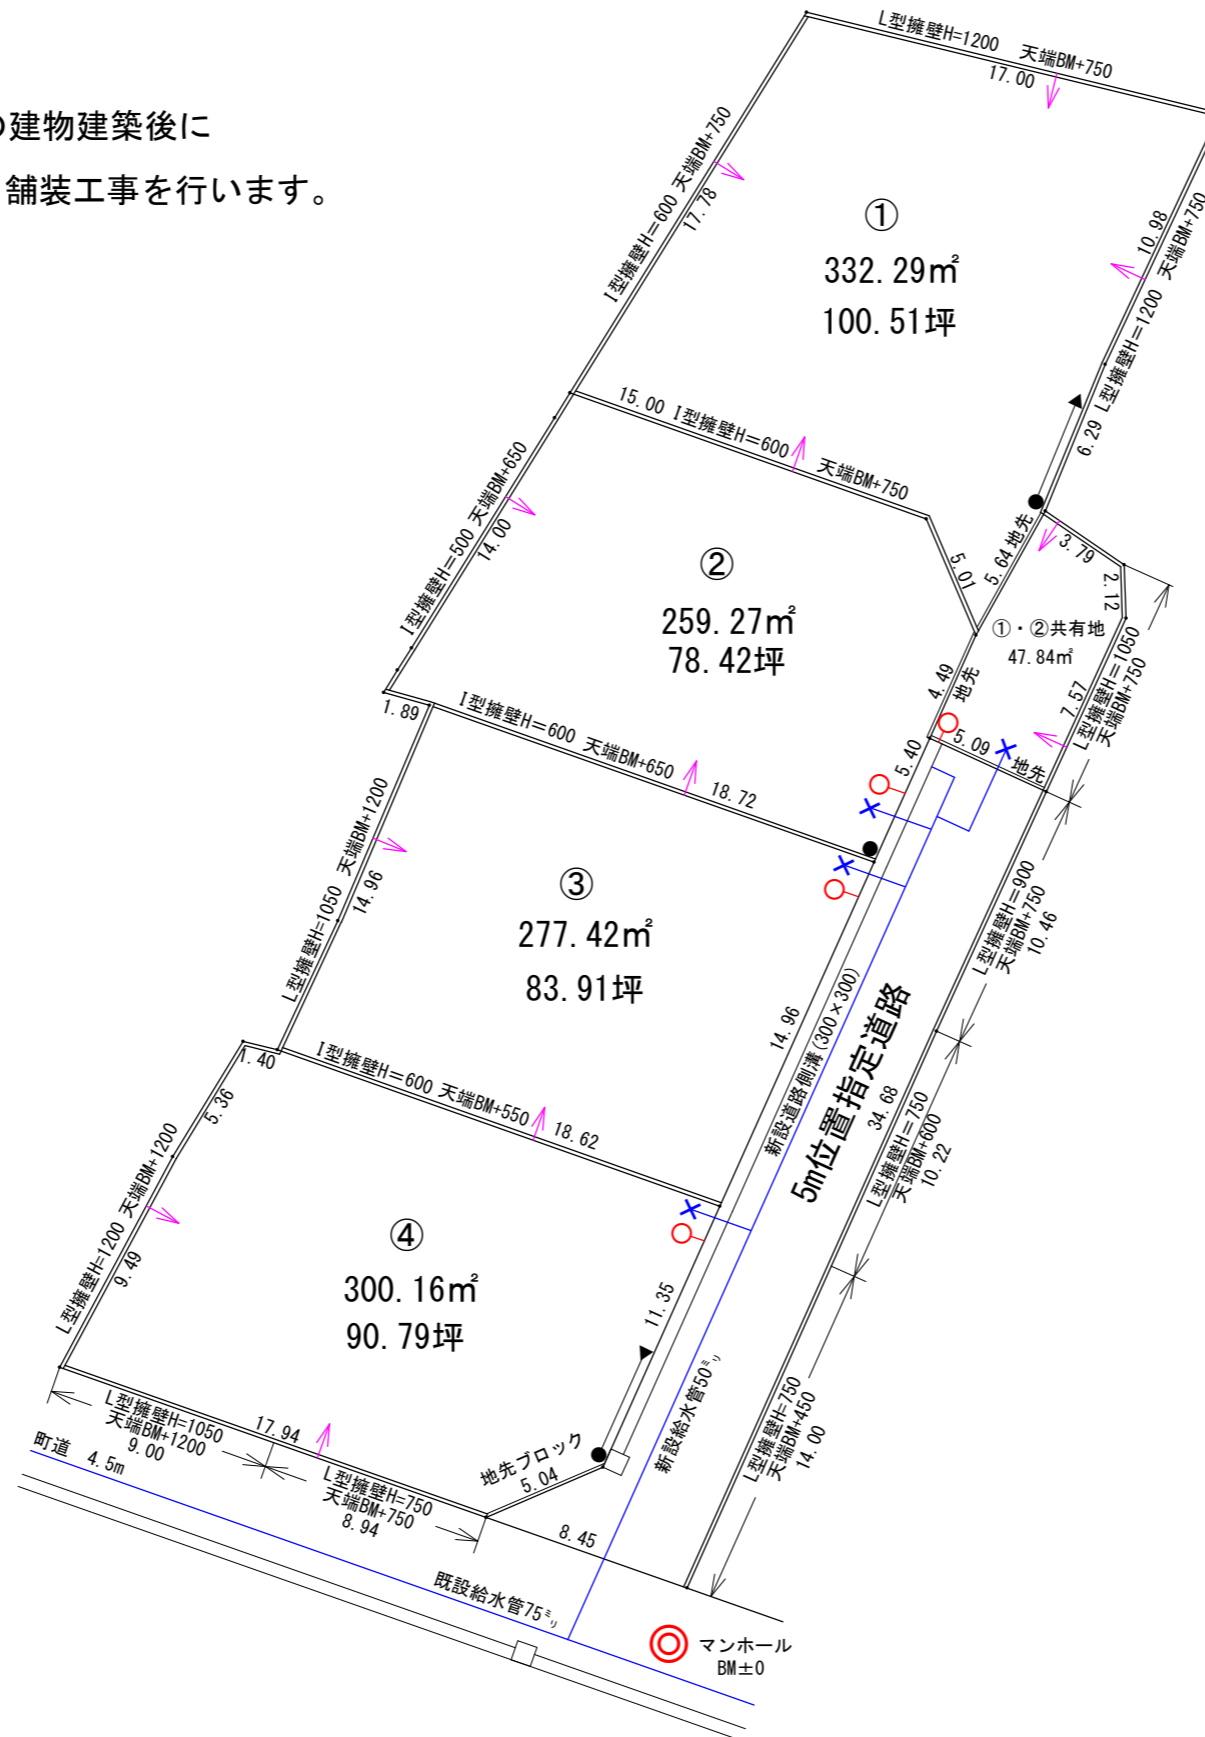 の建物建築後に
舗装工事を行います。
L型擁壁H=1200 天端BM+750
17.00
I型擁壁H=600 天端BM+750
17.78
①
332.29㎡
100.51坪
10.98
L型擁壁H=1200 天端BM+750
6.29
15.00 I型擁壁H=600 天端BM+750
I型擁壁H=500 天端BM+650
14.00
5.01
5.64 地先
3.79
2.12
②
259.27㎡
78.42坪
①・②共有地
47.84㎡
4.49
地先
7.57
L型擁壁H=1050
天端BM+750
1.89
I型擁壁H=600 天端BM+650
18.72
5.40
5.09
地先
L型擁壁H=1050 天端BM+1200
14.96
③
277.42㎡
83.91坪
L型擁壁H=900
天端BM+750
10.46
14.96
新設道路側溝(300×300)
5m位置指定道路
34.68
L型擁壁H=750
天端BM+600
10.22
1.40
I型擁壁H=600 天端BM+550
18.62
5.36
L型擁壁H=1200 天端BM+1200
9.49
④
300.16㎡
90.79坪
11.35
新設給水管50㍉
L型擁壁H=750
天端BM+450
14.00
L型擁壁H=1050
天端BM+1200
9.00
17.94
L型擁壁H=750
天端BM+750
8.94
地先ブロック
5.04
8.45
町道 4.5m
既設給水管75㍉
マンホール
BM±0